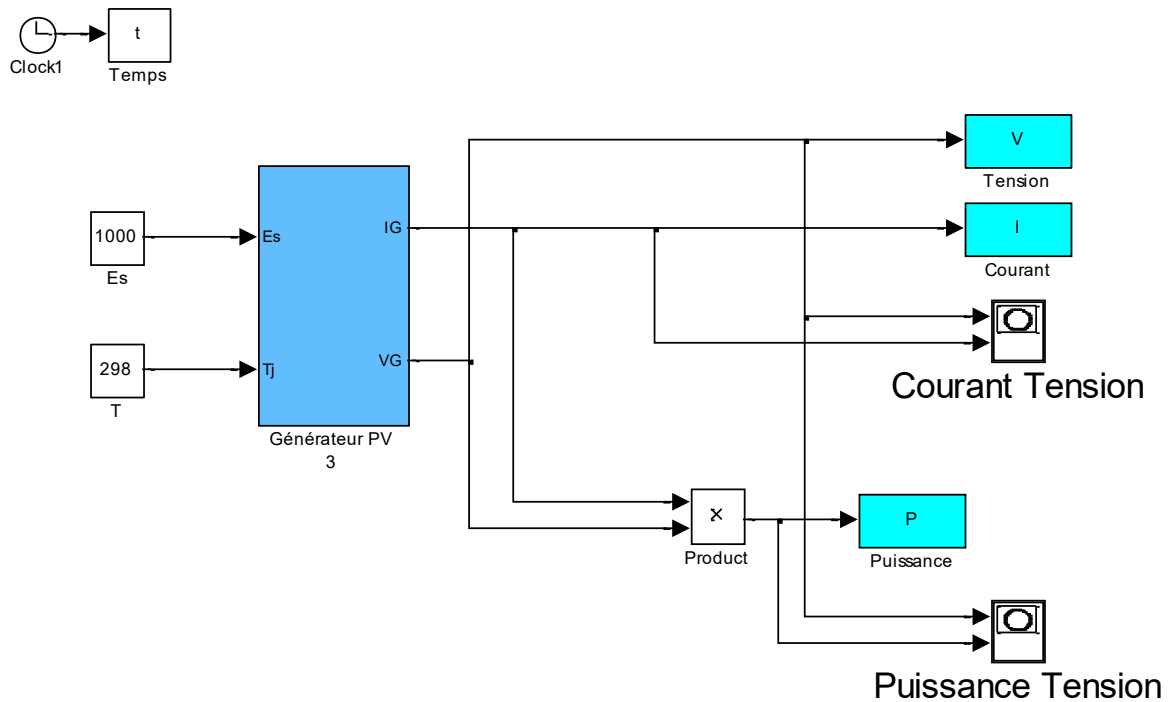 t
Clock1
Temps
V
Tension
1000
Es
Es
IG
I
Courant
298
T
Tj
VG
Générateur PV
3
Courant Tension
×
Product
P
Puissance
Puissance Tension